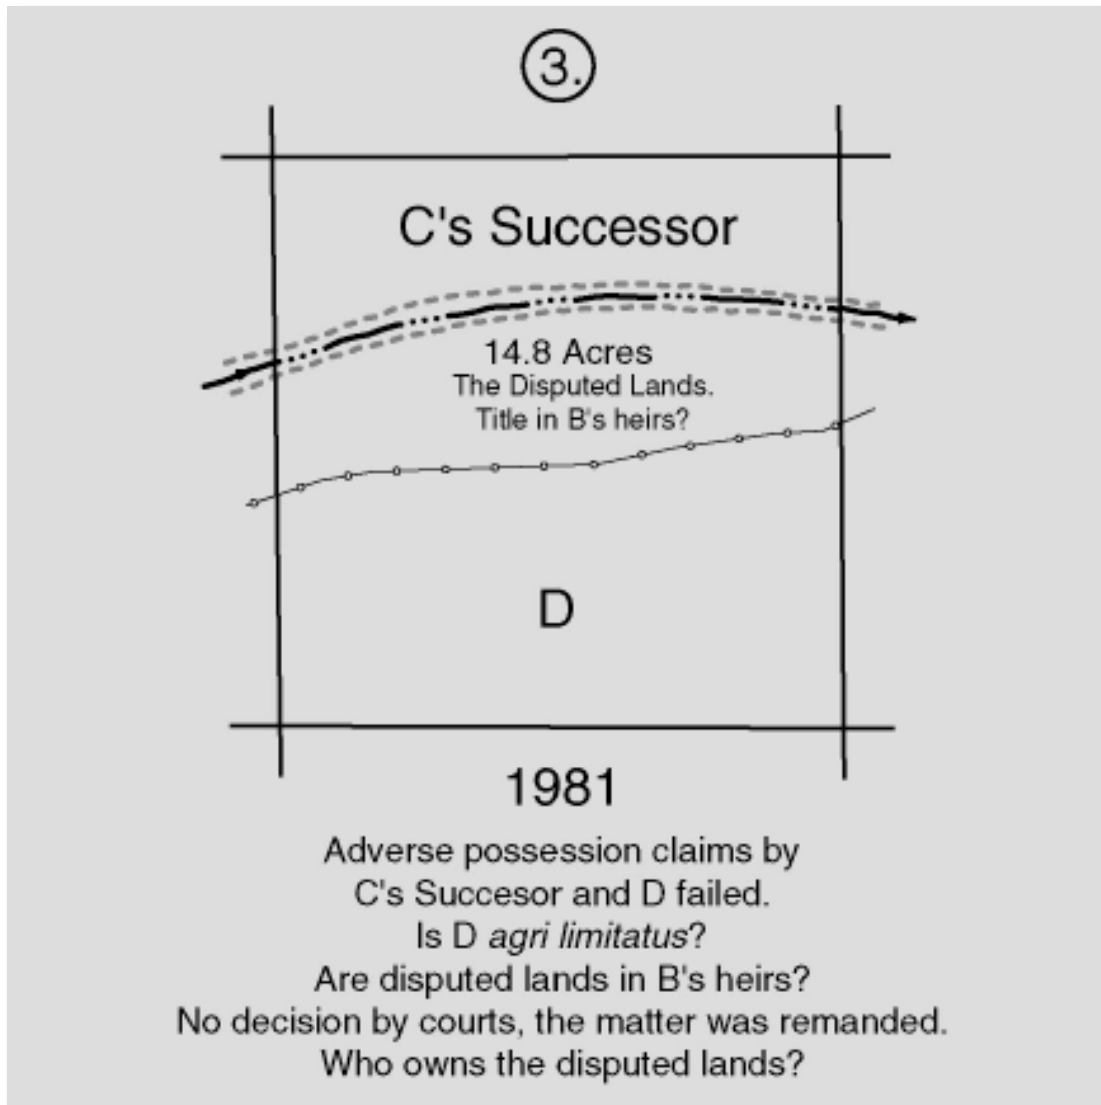 3.
C's Successor
14.8 Acres
The Disputed Lands.
Title in B's heirs?
D
1981
Adverse possession claims by
C's Succesor and D failed.
Is D agri limitatus?
Are disputed lands in B's heirs?
No decision by courts, the matter was remanded.
Who owns the disputed lands?